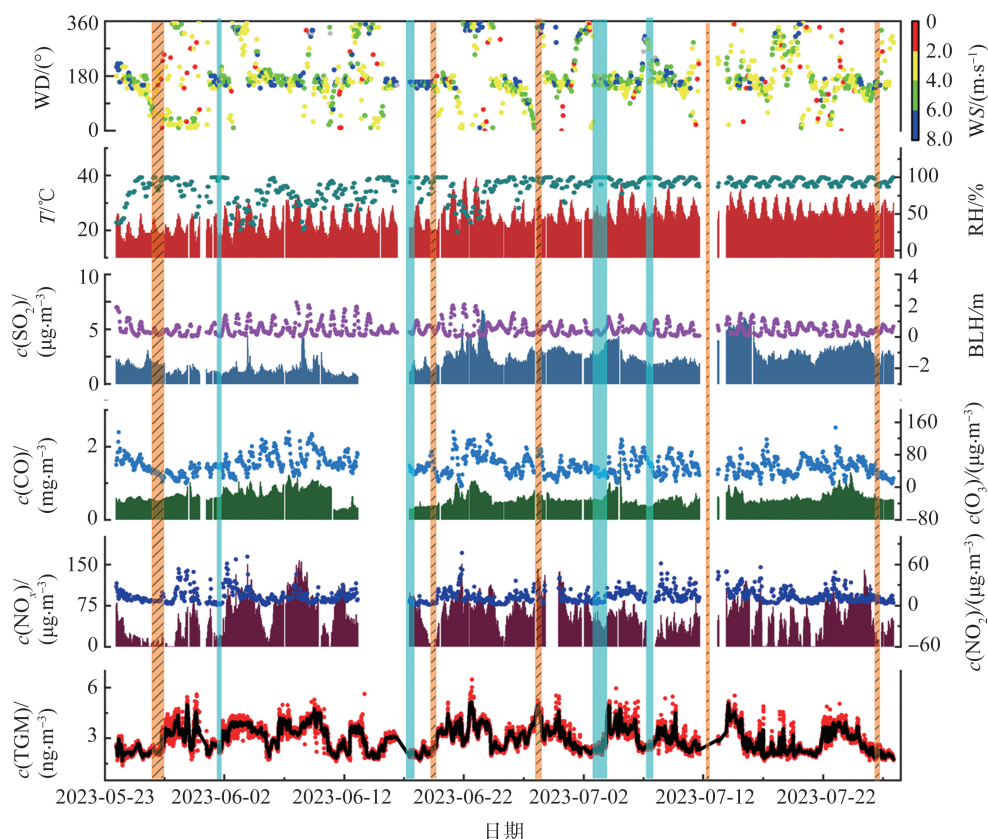 360
180
0
WD/(°)
0
2.0
4.0
6.0
8.0
WS/(m·s⁻¹)
40
20
T/℃
100
50
0
RH/%
10
5
0
c(SO₂)/
(μg·m⁻³)
4
2
0
−2
BLH/m
2
0
c(CO)/
(mg·m⁻³)
160
80
0
−80
c(O₃)/(μg·m⁻³)
150
75
0
c(NOₓ)/
(μg·m⁻³)
60
0
−60
c(NO₂)/(μg·m⁻³)
6
3
c(TGM)/
(ng·m⁻³)
2023-05-23 2023-06-02 2023-06-12 2023-06-22 2023-07-02 2023-07-12 2023-07-22
日期